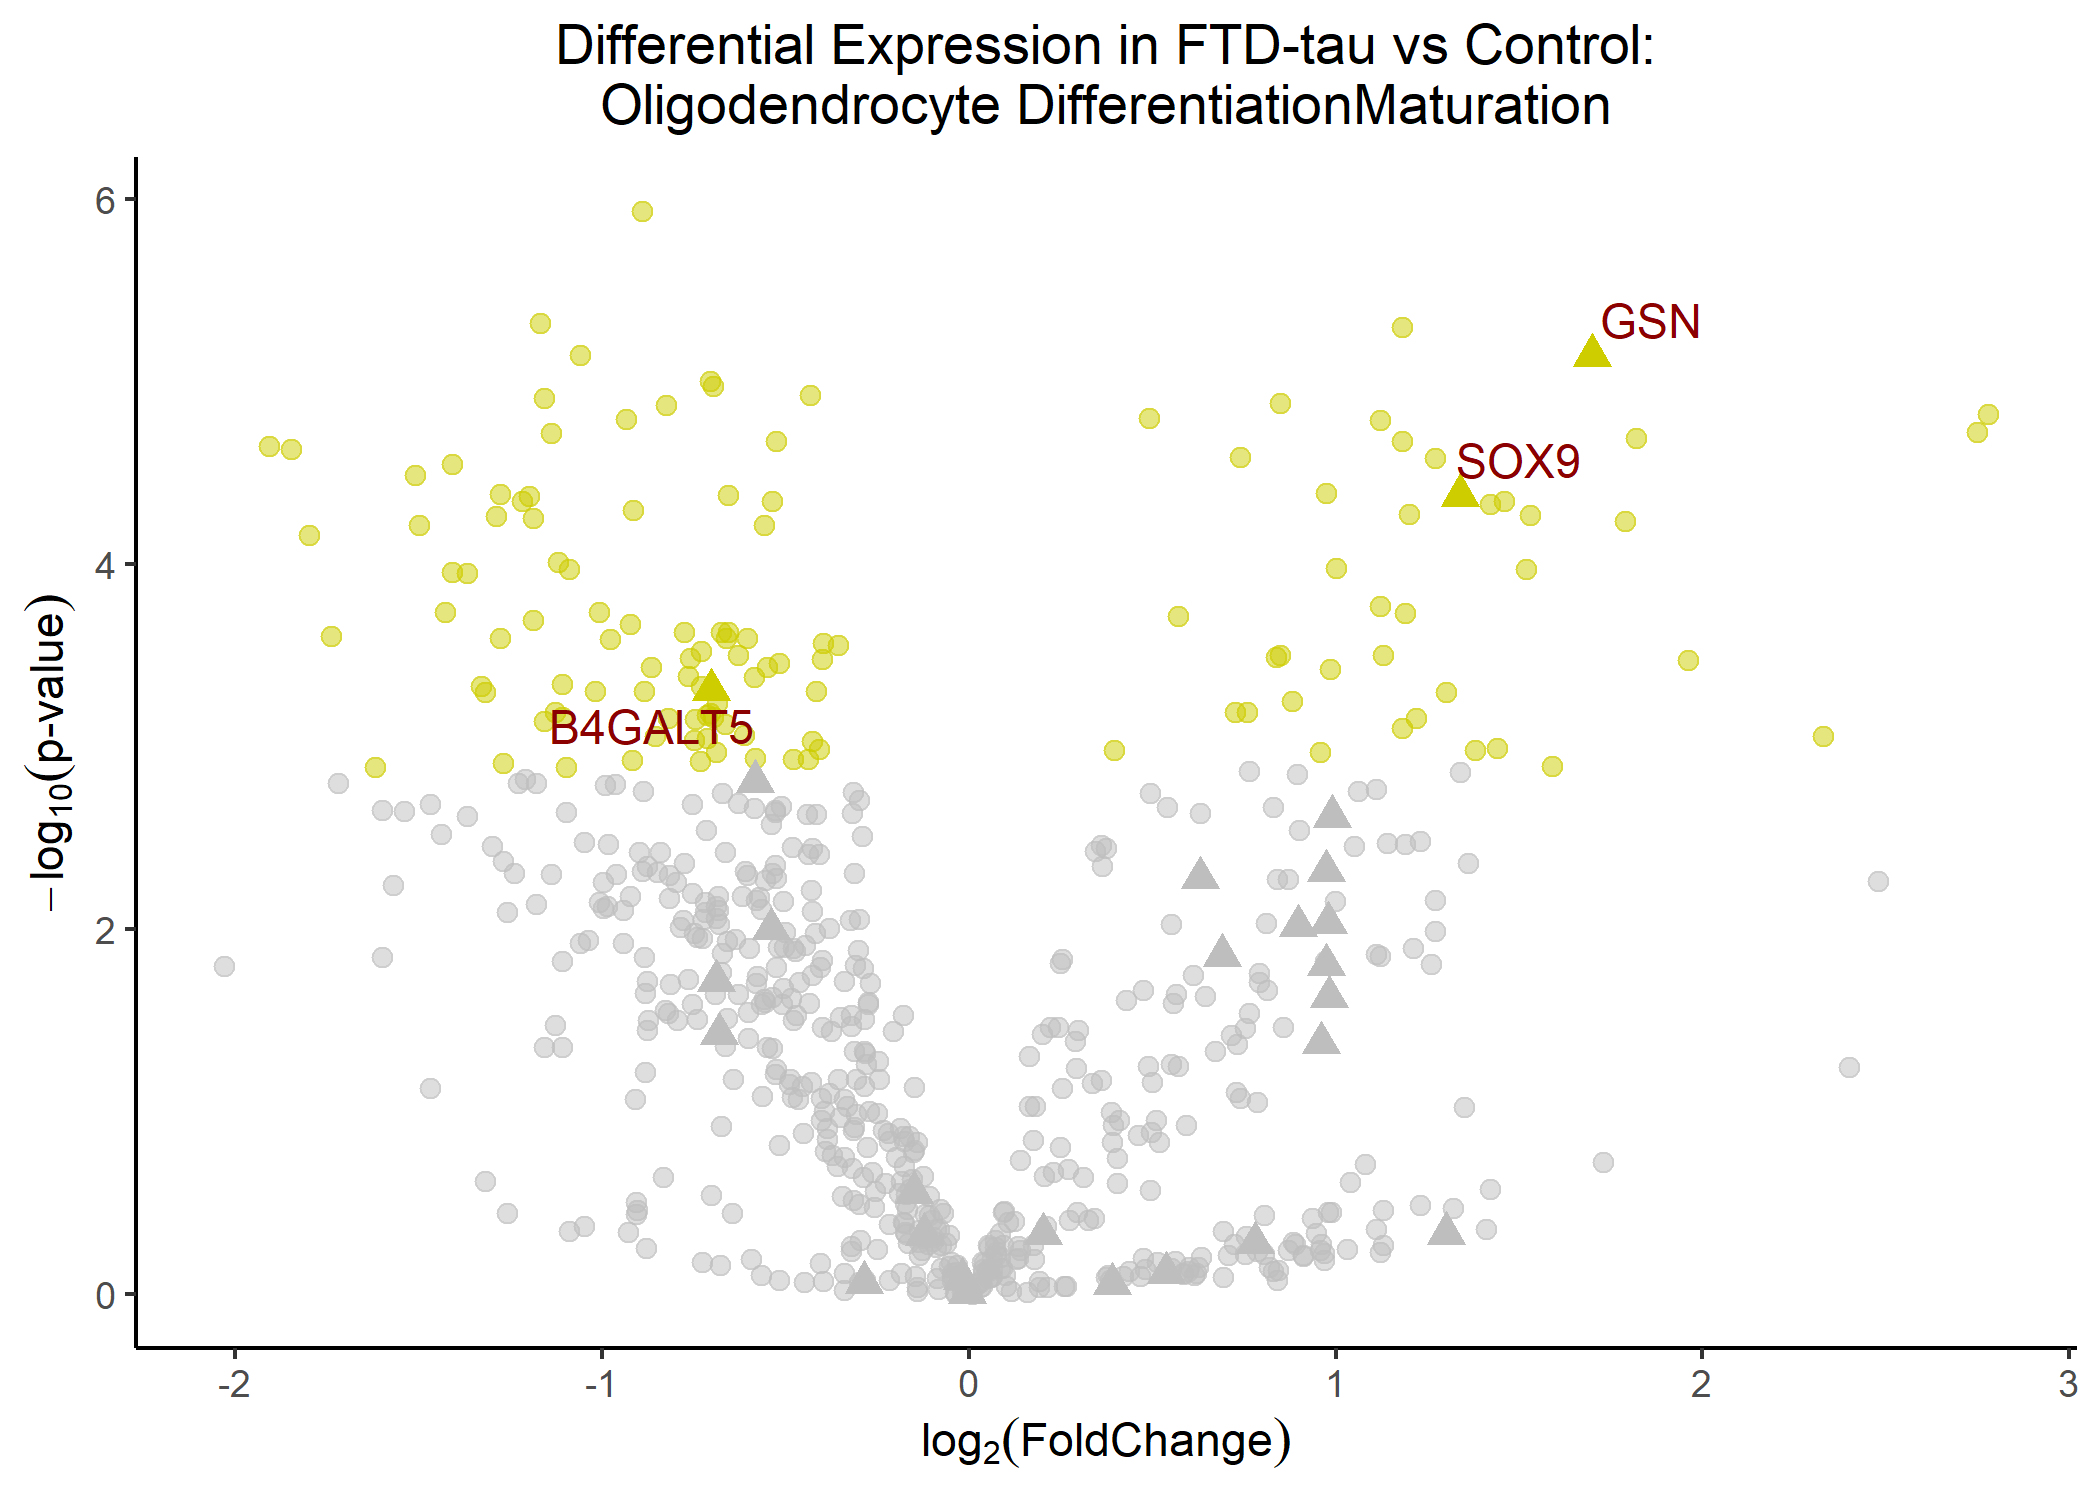 Differential Expression in FTD-tau vs Control:
Oligodendrocyte DifferentiationMaturation
6
GSN
SOX9
4
B4GALT5
2
0
−log10(p-value)
-2 -1 0 1 2 3
log2(FoldChange)